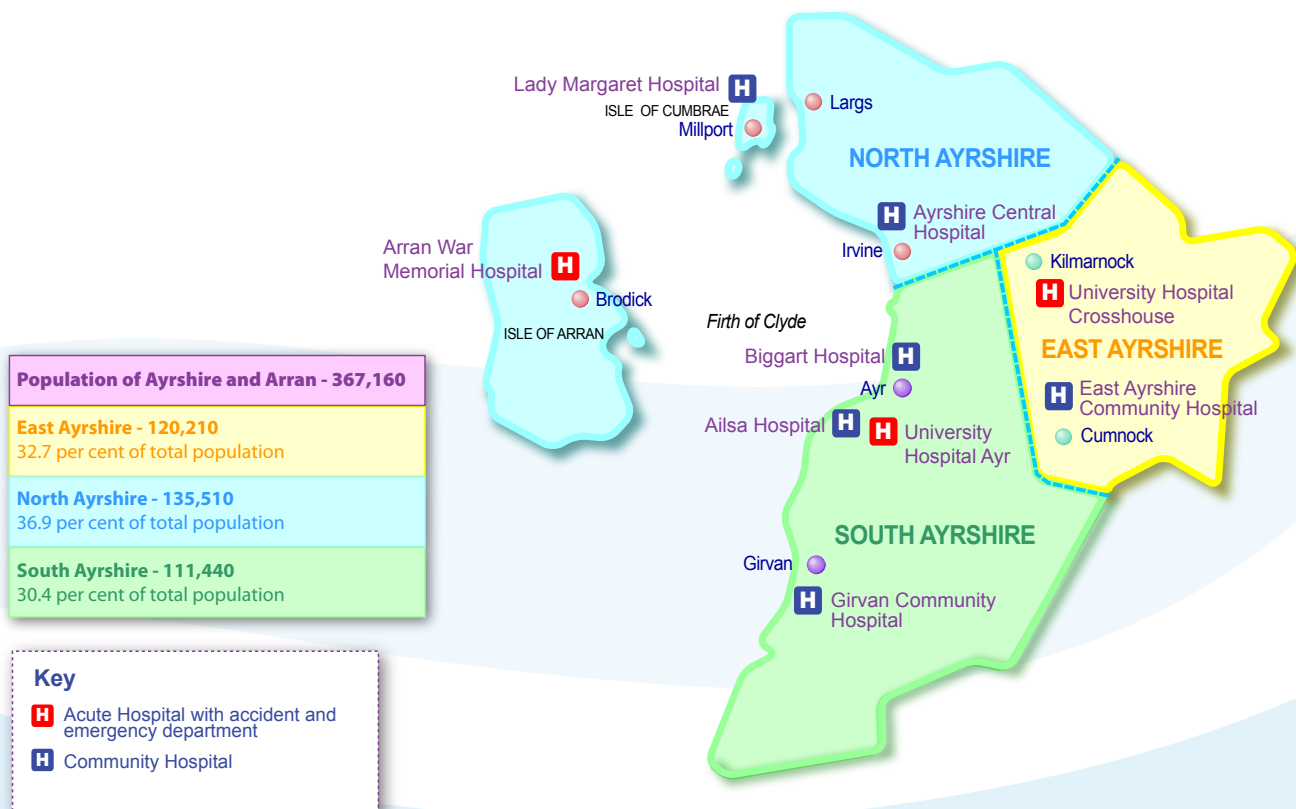 Lady Margaret Hospital
H
ISLE OF CUMBRAE
Millport
Largs
NORTH AYRSHIRE
H
Ayrshire Central
Hospital
Irvine
Arran War
Memorial Hospital
H
Brodick
ISLE OF ARRAN
Firth of Clyde
Kilmarnock
H
University Hospital
Crosshouse
EAST AYRSHIRE
H
East Ayrshire
Community Hospital
Cumnock
Biggart Hospital
H
Ayr
Ailsa Hospital
H
H
University
Hospital Ayr
SOUTH AYRSHIRE
Girvan
H
Girvan Community
Hospital
Population of Ayrshire and Arran - 367,160
East Ayrshire - 120,210
32.7 per cent of total population
North Ayrshire - 135,510
36.9 per cent of total population
South Ayrshire - 111,440
30.4 per cent of total population
Key
H
Acute Hospital with accident and
emergency department
H
Community Hospital